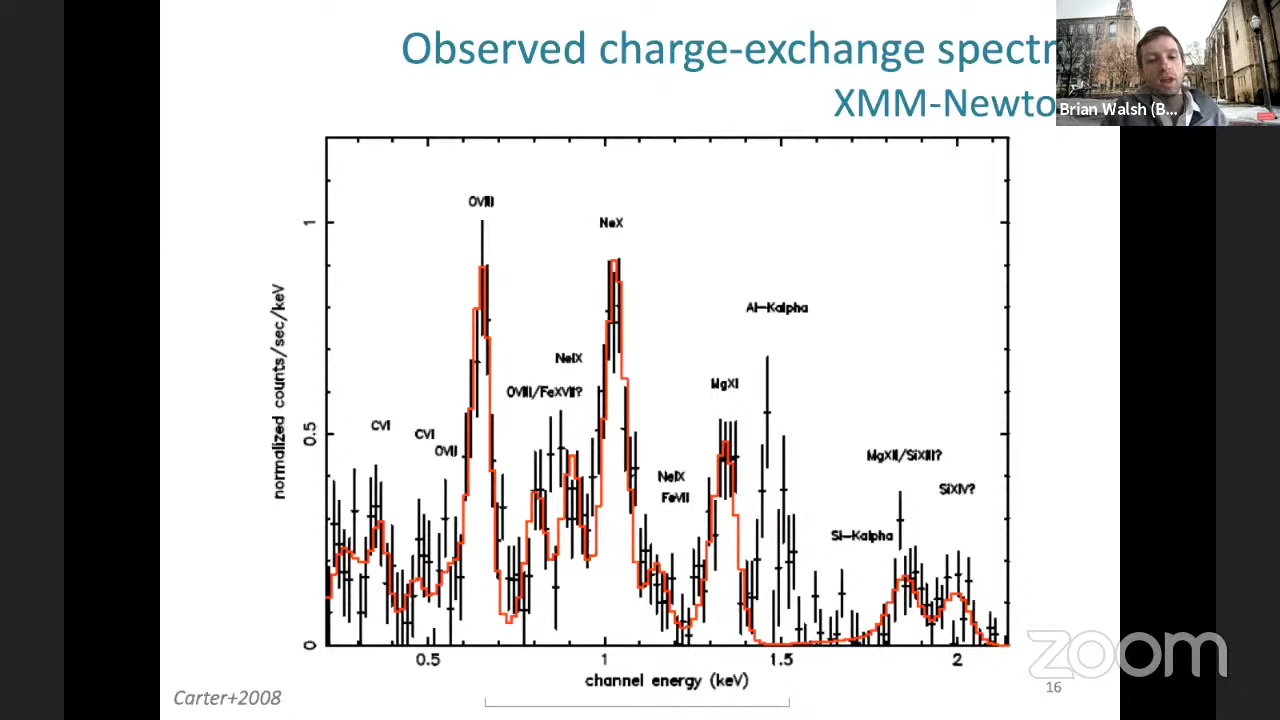 Observed charge-exchange spectr
XMM-Newto
Brian Walsh (B...
OVIII
NeX
Al-Kalpha
NeIX
OVIII/FeXVII?
MgXI
CVI
CVI
OVII
NeIX
FeVII
MgXII/SiXIII?
SiXIV?
Si-Kalpha
normalized counts/sec/keV
0
0.5
1
0.5
1
1.5
2
channel energy (keV)
Carter+2008
16
zoom